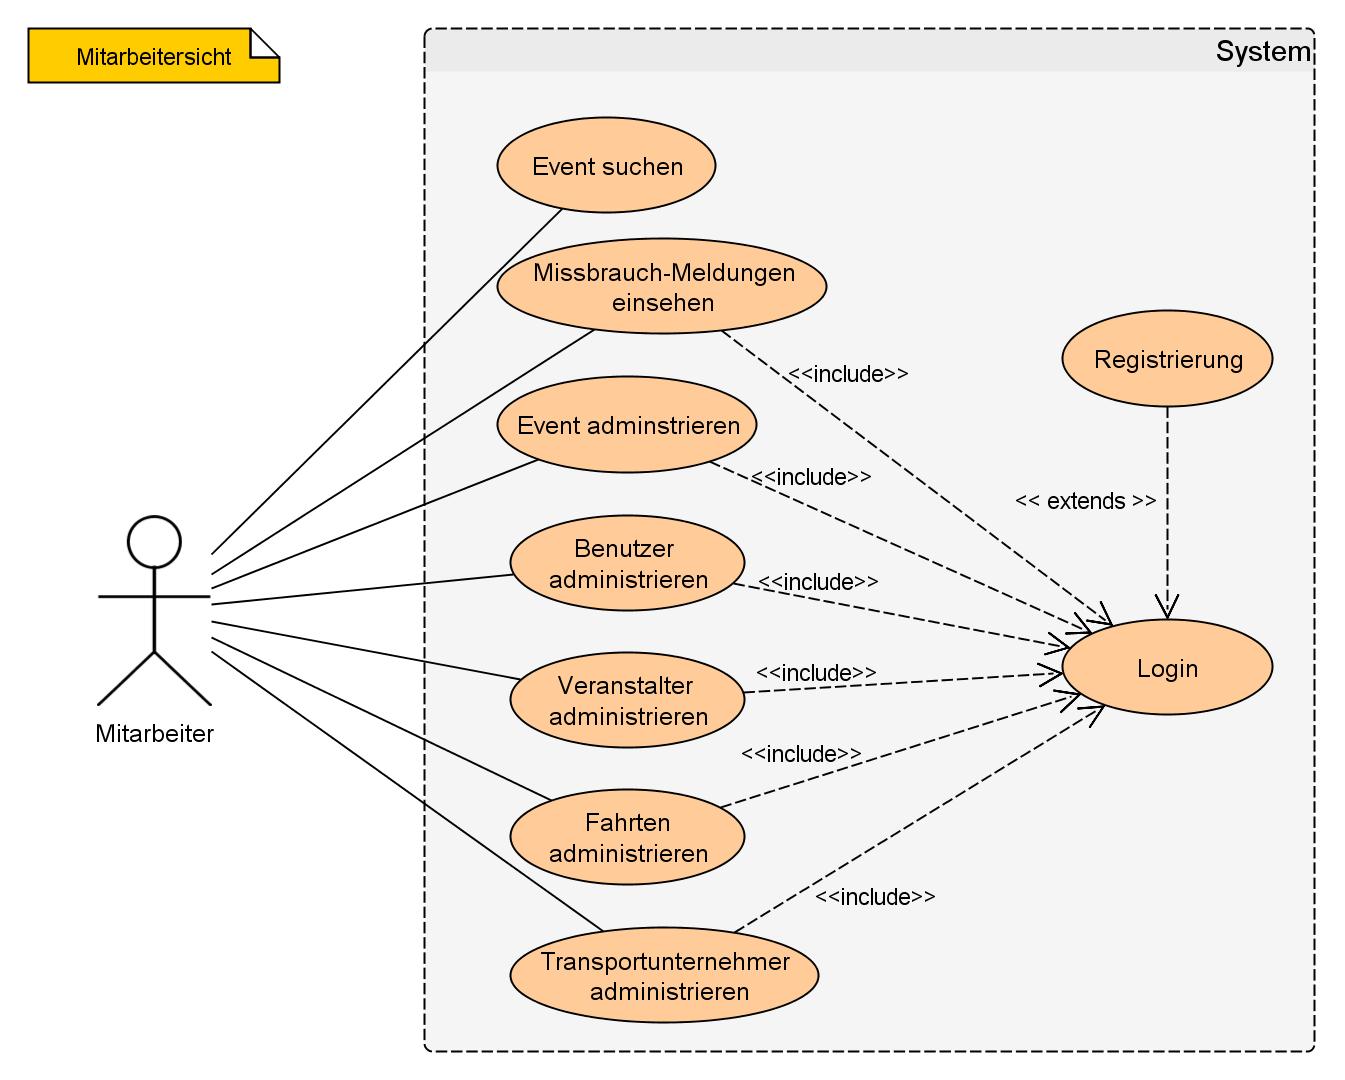 Mitarbeitersicht
System
Event suchen
Missbrauch-Meldungen
einsehen
<<include>>
Registrierung
Event adminstrieren
<<include>>
<< extends >>
Benutzer
administrieren
<<include>>
Veranstalter
administrieren
<<include>>
Login
Mitarbeiter
<<include>>
Fahrten
administrieren
<<include>>
Transportunternehmer
administrieren